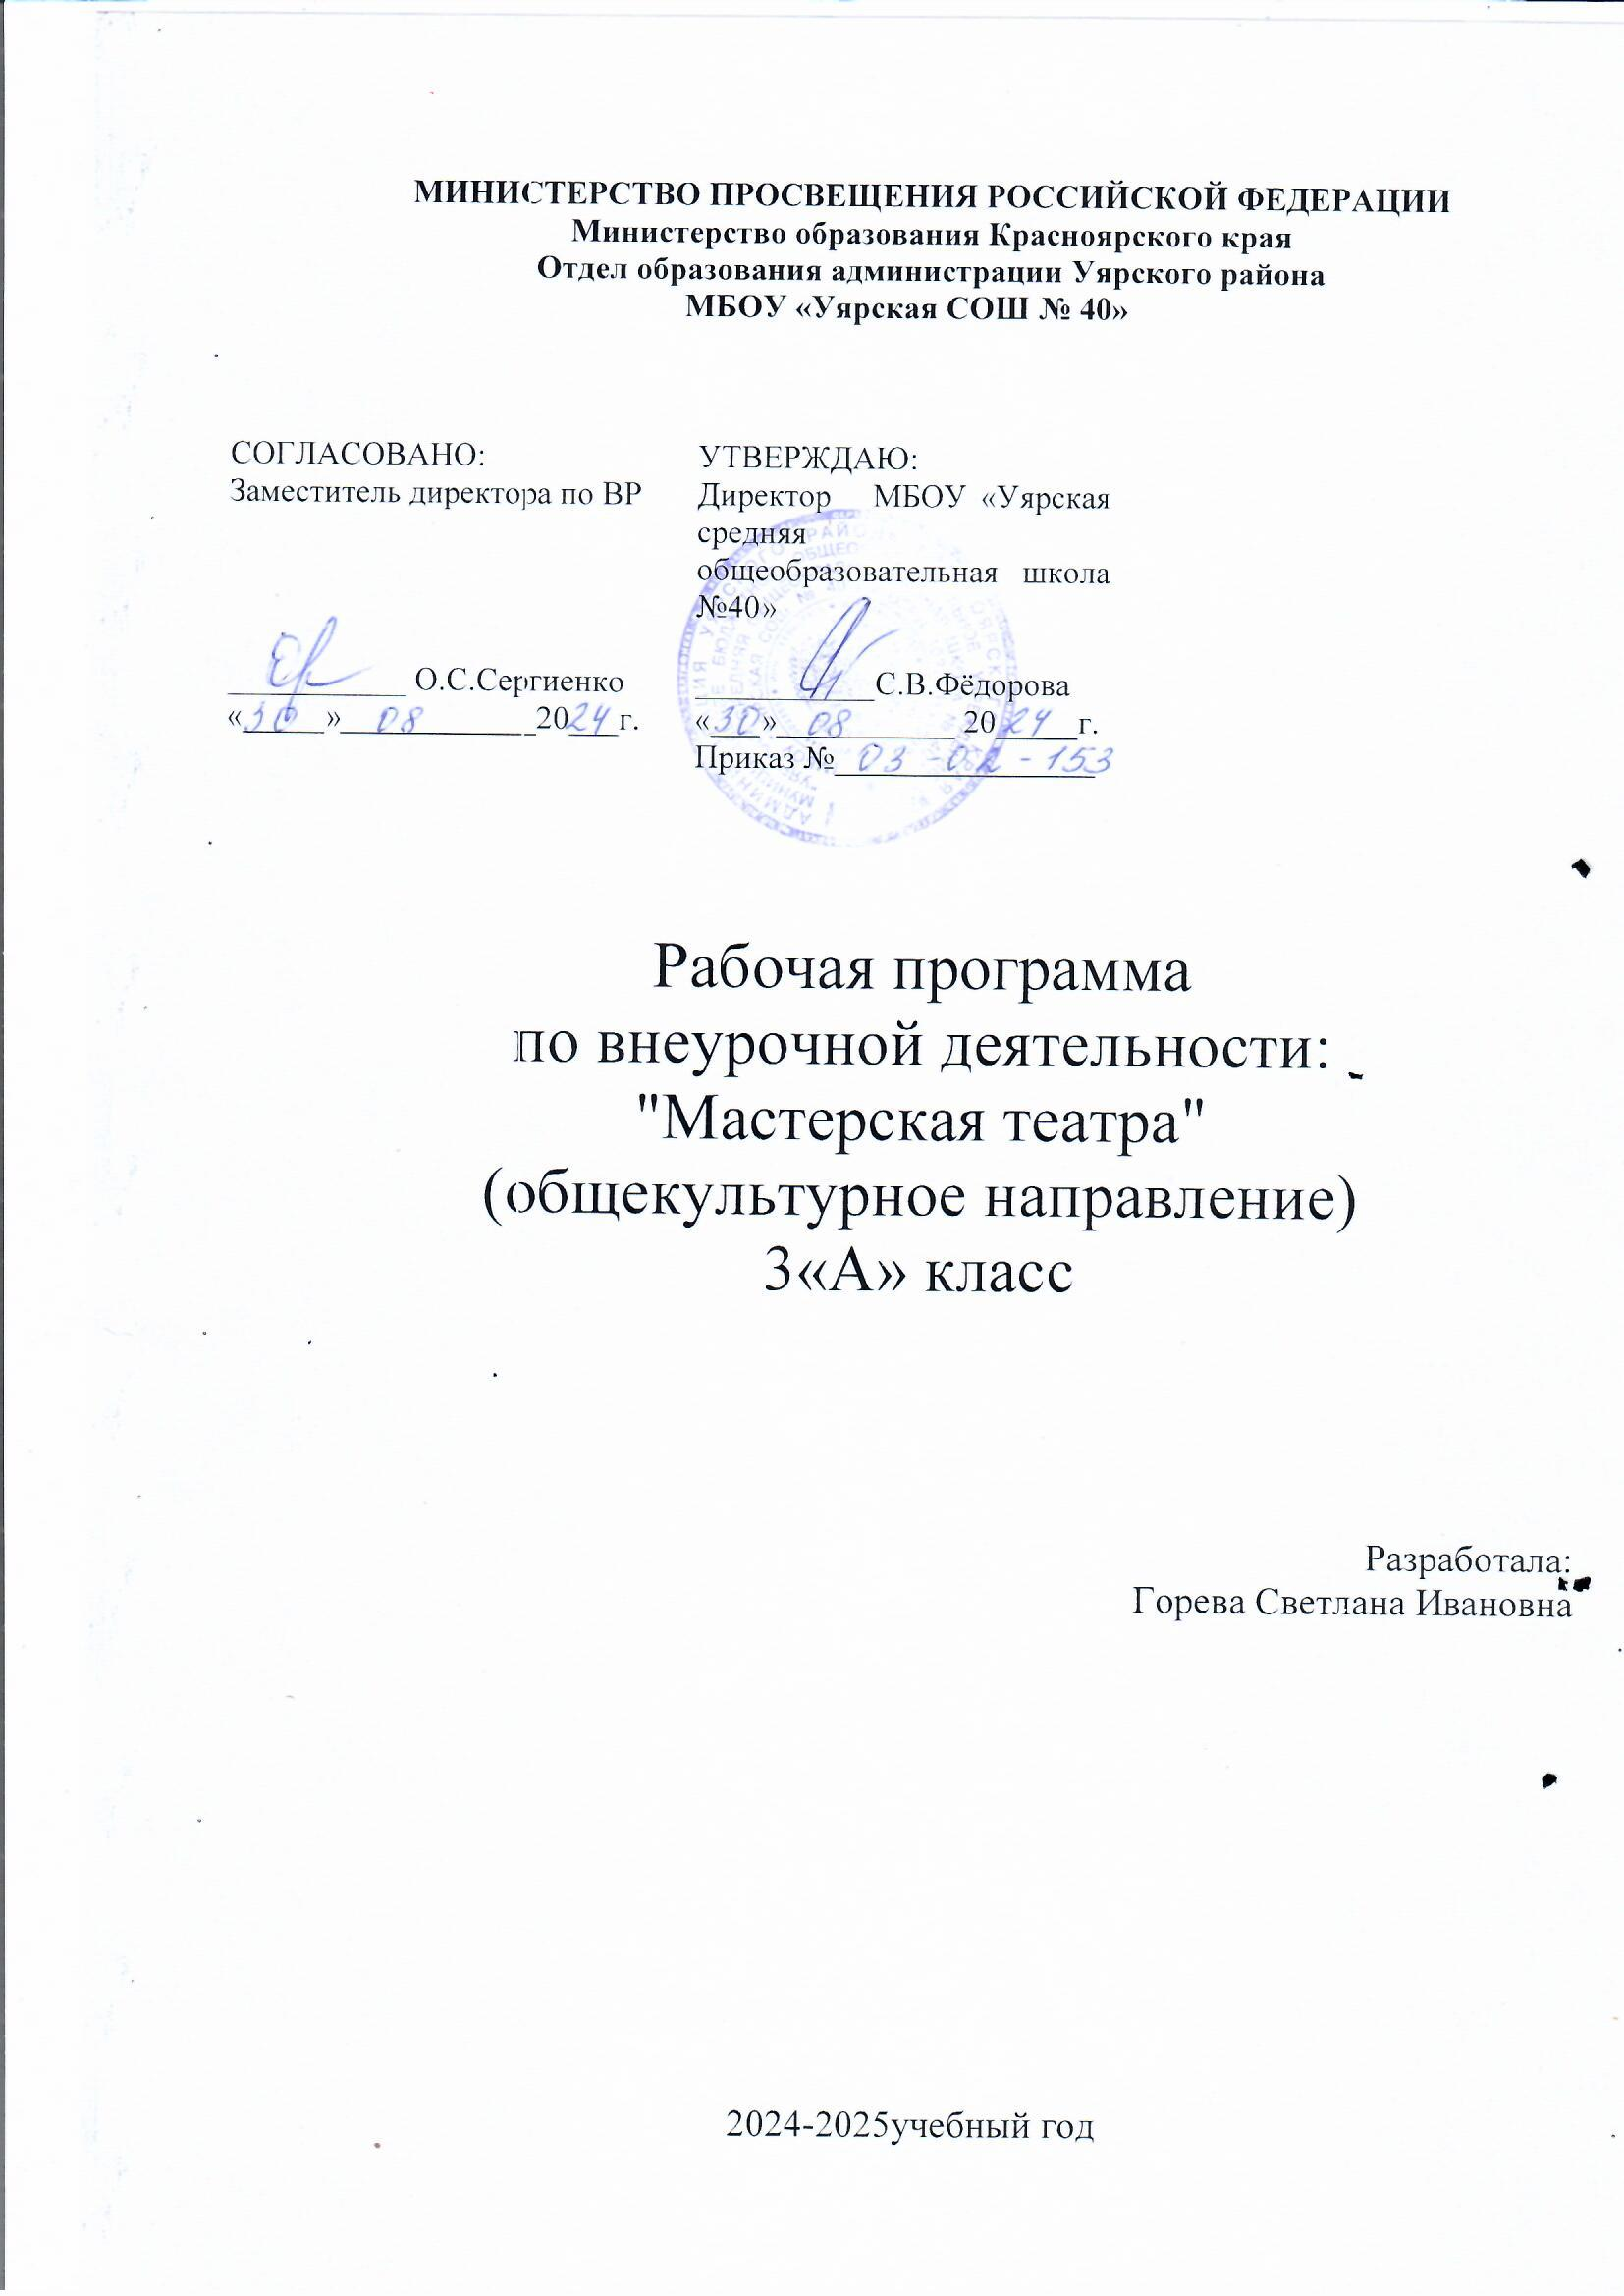 МИНИСТЕРСТВО ПРОСВЕЩЕНИЯ РОССИЙСКОЙ ФЕДЕРАЦИИ
Министерство образования Красноярского края
Отдел образования администрации Уярского района
МБОУ «Уярская СОШ № 40»
СОГЛАСОВАНО:
Заместитель директора по ВР
О.С.Сергиенко
«30» 08 2024 г.
УТВЕРЖДАЮ:
Директор МБОУ «Уярская
средняя
общеобразовательная школа
№40»
С.В.Фёдорова
«30» 08 2024 г.
Приказ № 03-02-153
Рабочая программа
по внеурочной деятельности:
"Мастерская театра"
(общекультурное направление)
3«А» класс
Разработала:
Горева Светлана Ивановна
2024-2025учебный год